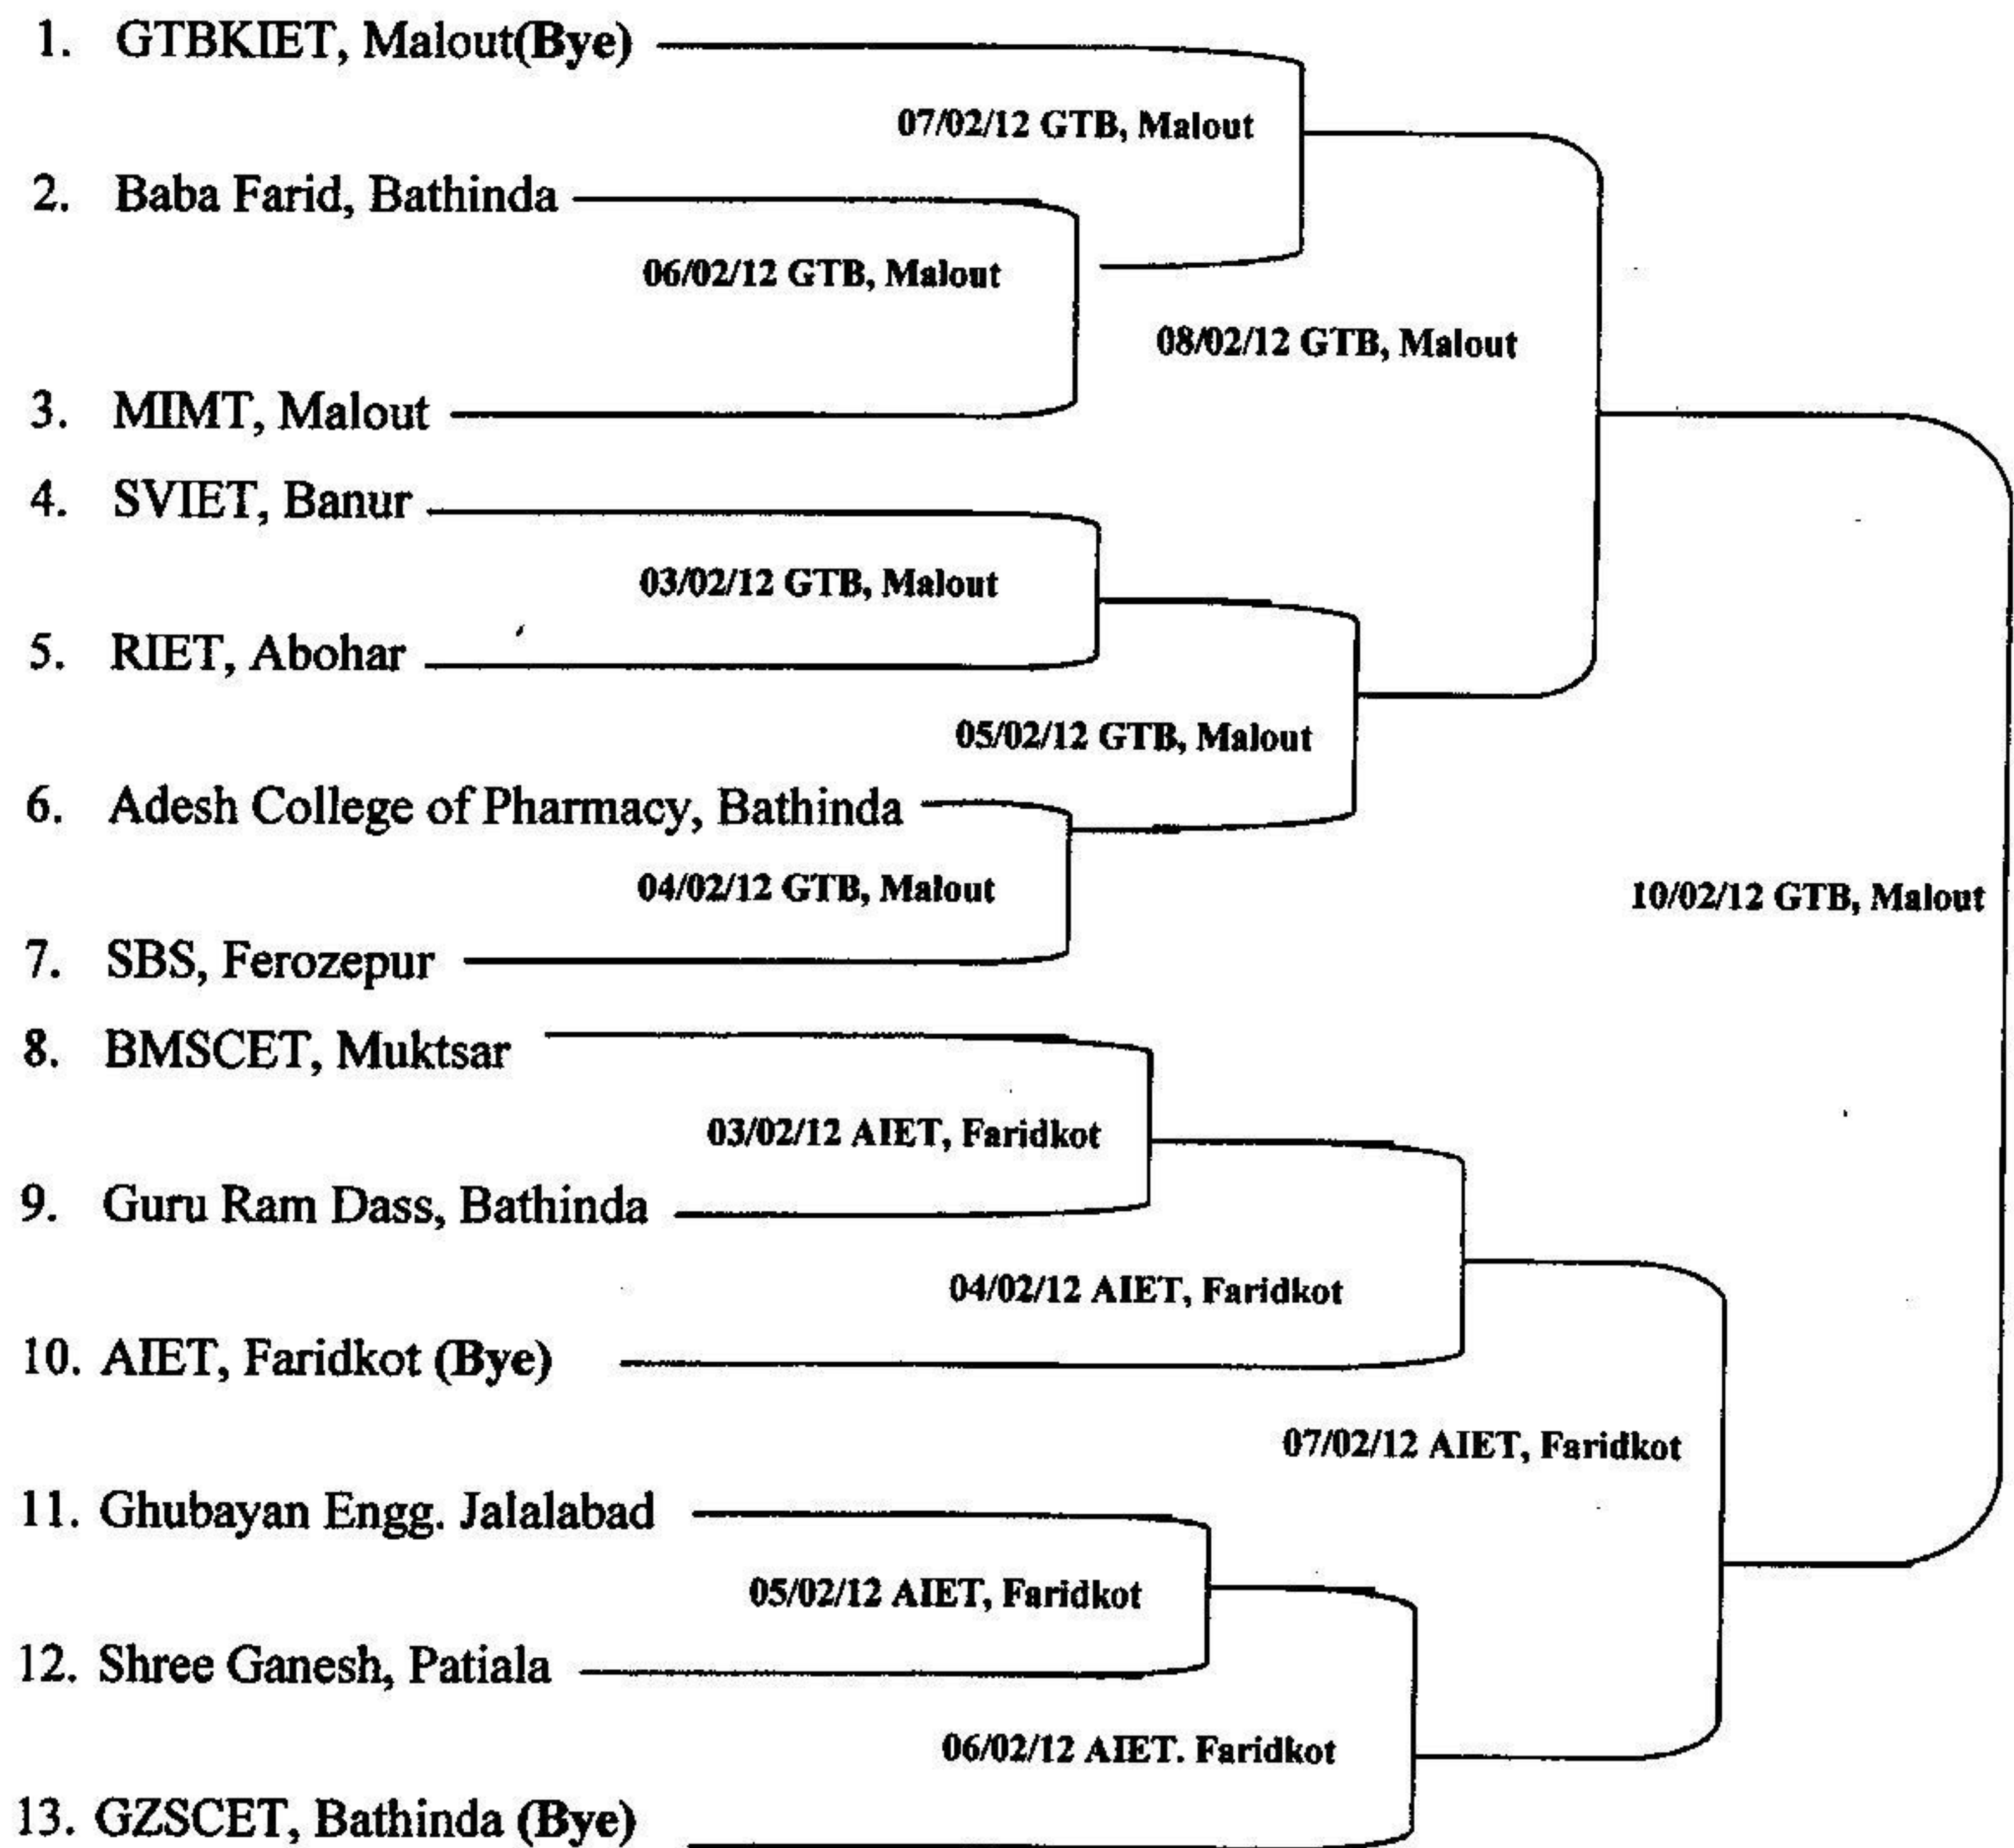 1. GTBKIET, Malout(Bye)
07/02/12 GTB, Malout
2. Baba Farid, Bathinda
06/02/12 GTB, Malout
08/02/12 GTB, Malout
3. MIMT, Malout
4. SVIET, Banur
03/02/12 GTB, Malout
5. RIET, Abohar
05/02/12 GTB, Malout
6. Adesh College of Pharmacy, Bathinda
04/02/12 GTB, Malout
10/02/12 GTB, Malout
7. SBS, Ferozepur
8. BMSCET, Muktsar
03/02/12 AIET, Faridkot
9. Guru Ram Dass, Bathinda
04/02/12 AIET, Faridkot
10. AIET, Faridkot (Bye)
07/02/12 AIET, Faridkot
11. Ghubayan Engg. Jalalabad
05/02/12 AIET, Faridkot
12. Shree Ganesh, Patiala
06/02/12 AIET. Faridkot
13. GZSCET, Bathinda (Bye)